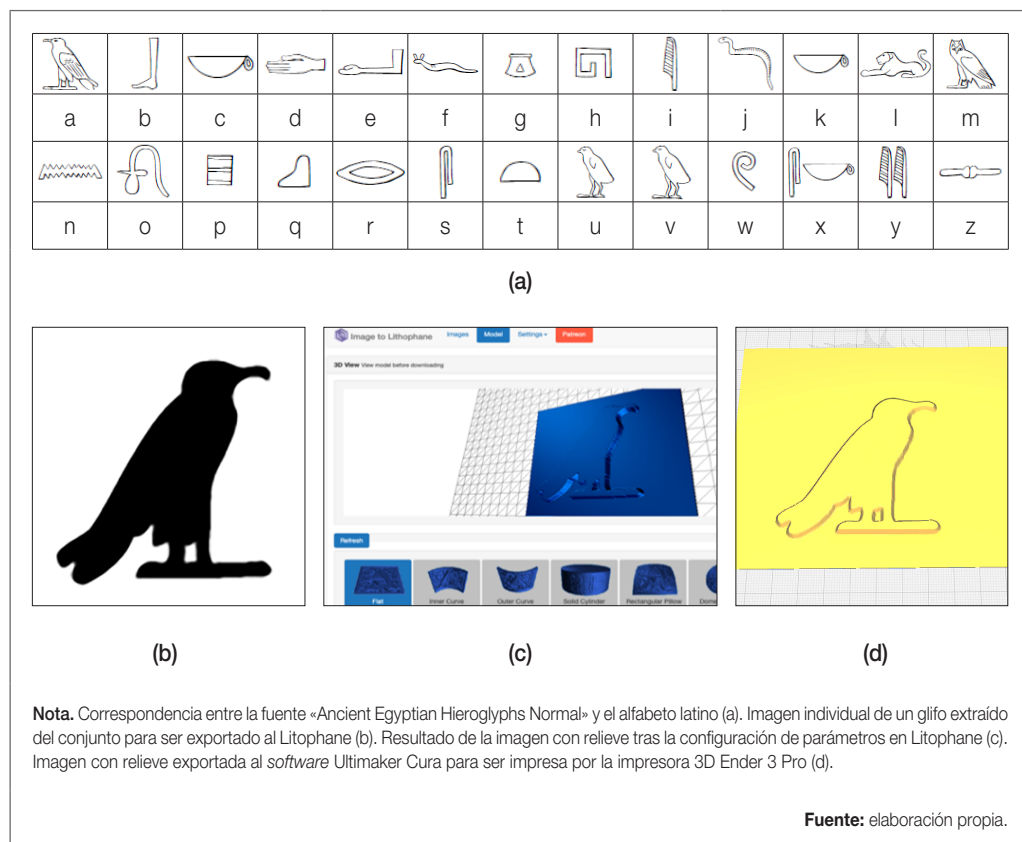 a b c d e f g h i j k l m
n o p q r s t u v w x y z
(a)
Image to Lithophane Images Model Settings Patreon
3D View View model before downloading
Refresh
Flat Inner Curve Outer Curve Solid Cylinder Rectangular Pillow
(b) (c) (d)
Nota. Correspondencia entre la fuente «Ancient Egyptian Hieroglyphs Normal» y el alfabeto latino (a). Imagen individual de un glifo extraído
del conjunto para ser exportado al Litophane (b). Resultado de la imagen con relieve tras la configuración de parámetros en Litophane (c).
Imagen con relieve exportada al software Ultimaker Cura para ser impresa por la impresora 3D Ender 3 Pro (d).
Fuente: elaboración propia.